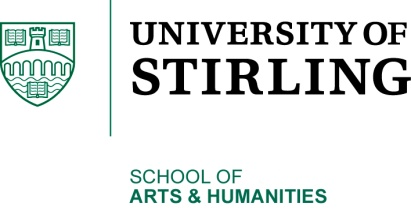 UNIVERSITY OF
STIRLING
SCHOOL OF
ARTS & HUMANITIES